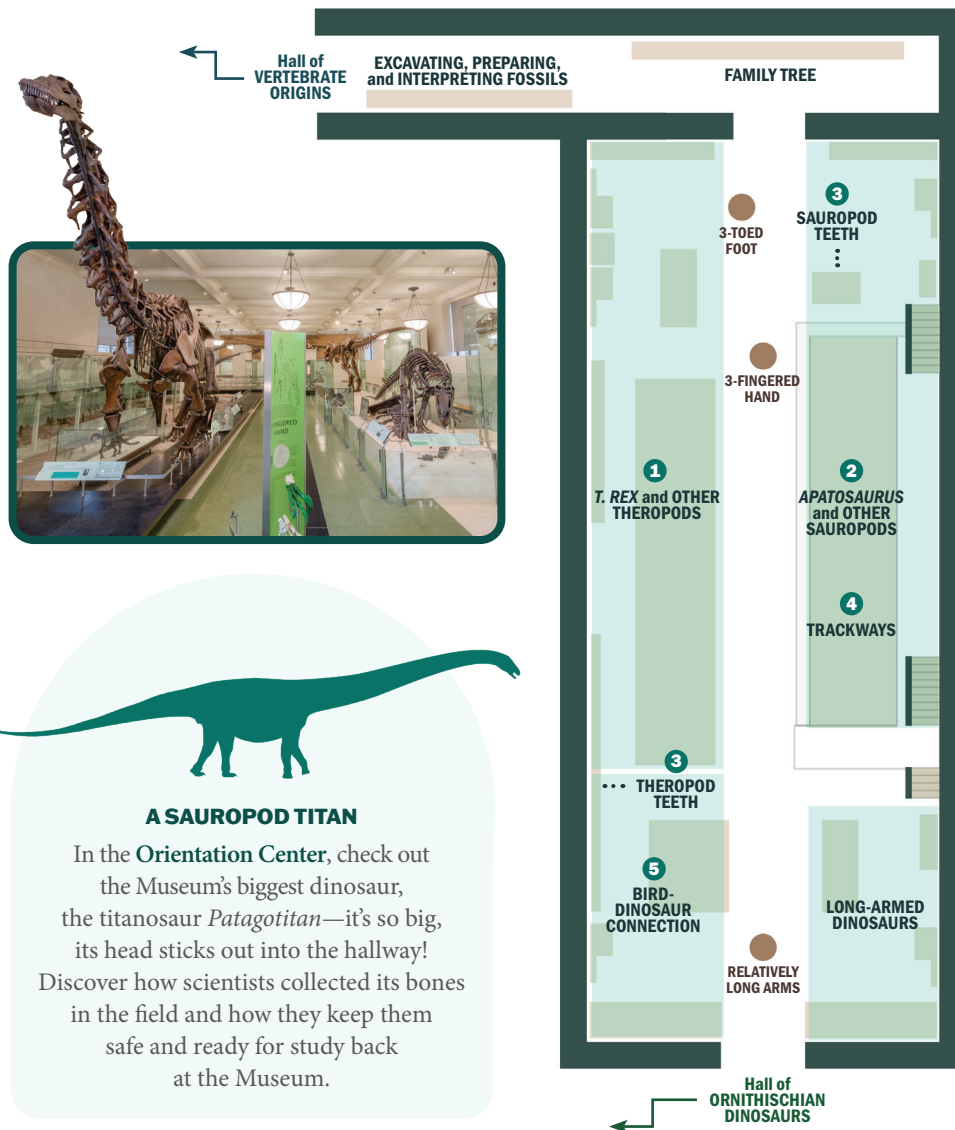 Hall of
VERTEBRATE
ORIGINS
EXCAVATING, PREPARING,
and INTERPRETING FOSSILS
FAMILY TREE
3-TOED
FOOT
3
SAUROPOD
TEETH
3-FINGERED
HAND
1
T. REX and OTHER
THEROPODS
2
APATOSAURUS
and OTHER
SAUROPODS
4
TRACKWAYS
3
THEROPOD
TEETH
5
BIRD-
DINOSAUR
CONNECTION
LONG-ARMED
DINOSAURS
RELATIVELY
LONG ARMS
Hall of
ORNITHISCHIAN
DINOSAURS
HAND
A SAUROPOD TITAN
In the Orientation Center, check out
the Museum’s biggest dinosaur,
the titanosaur Patagotitan—it’s so big,
its head sticks out into the hallway!
Discover how scientists collected its bones
in the field and how they keep them
safe and ready for study back
at the Museum.